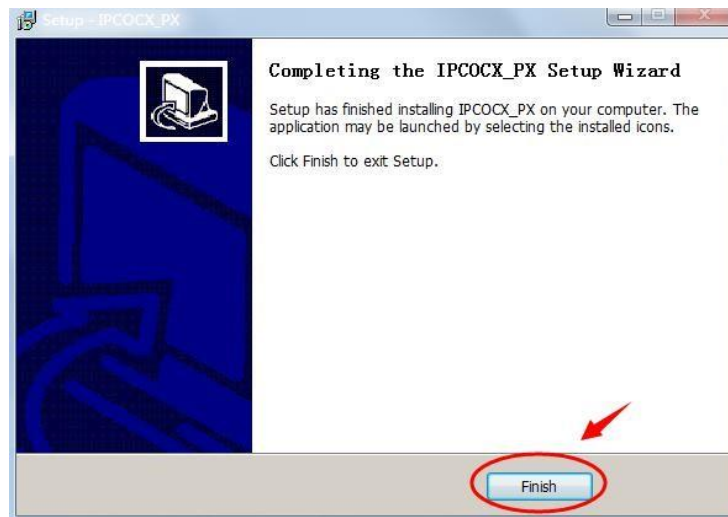 Setup - IPCOCX_PX
Completing the IPCOCX_PX Setup Wizard
Setup has finished installing IPCOCX_PX on your computer. The
application may be launched by selecting the installed icons.
Click Finish to exit Setup.
Finish